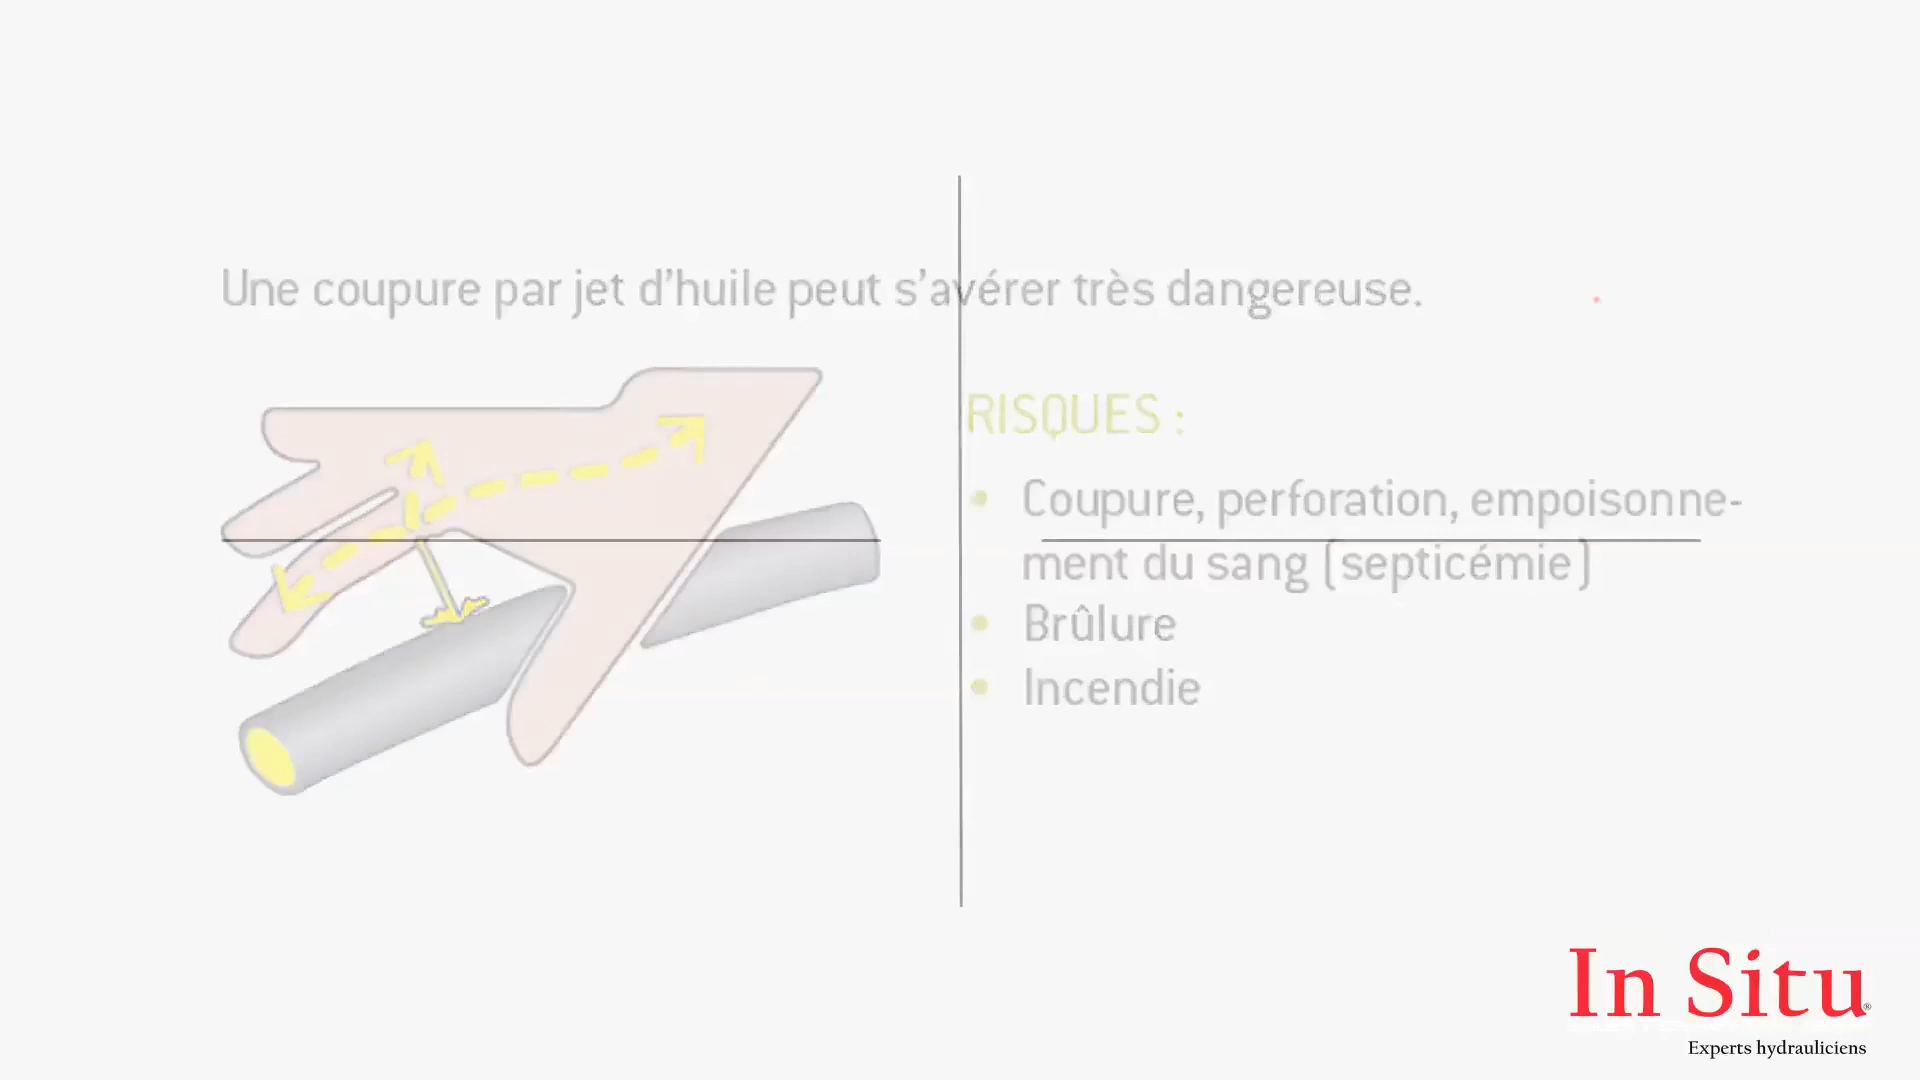 Une coupure par jet d'huile peut s'avérer très dangereuse.
RISQUES :
• Coupure, perforation, empoisonne-
ment du sang (septicémie)
• Brûlure
• Incendie
In Situ®
Experts hydrauliciens